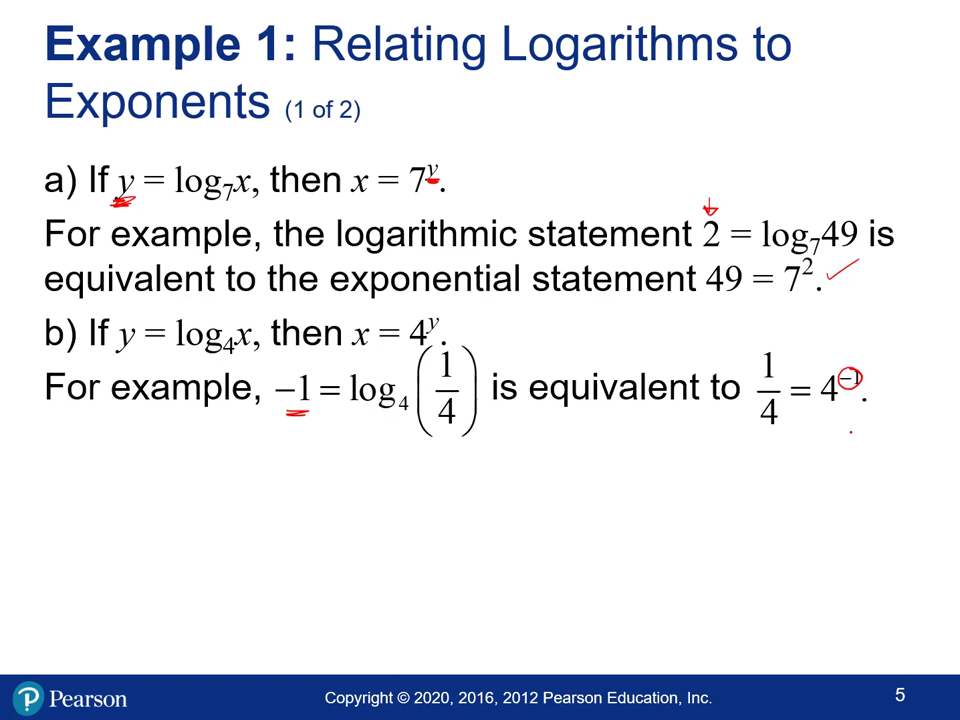 Example 1: Relating Logarithms to
Exponents (1 of 2)
a) If y = log₇x, then x = 7ʸ.
For example, the logarithmic statement 2 = log₇49 is
equivalent to the exponential statement 49 = 7².
b) If y = log₄x, then x = 4ʸ.
For example, −1 = log₄(1/4) is equivalent to 1/4 = 4⁻¹.
Pearson
Copyright © 2020, 2016, 2012 Pearson Education, Inc.
5